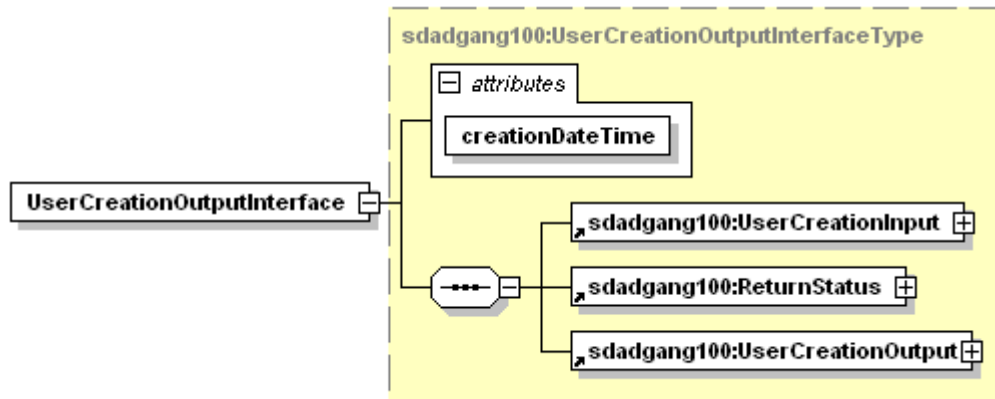 sdadgang100:UserCreationOutputInterfaceType
attributes
creationDateTime
UserCreationOutputInterface
sdadgang100:UserCreationInput
sdadgang100:ReturnStatus
sdadgang100:UserCreationOutput